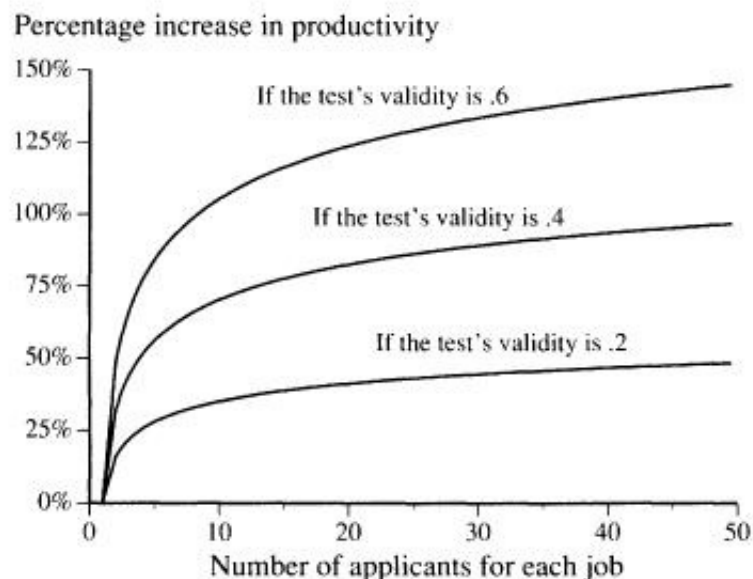 Percentage increase in productivity
150%
If the test's validity is .6
125%
100%
If the test's validity is .4
75%
50%
If the test's validity is .2
25%
0%
0 10 20 30 40 50
Number of applicants for each job